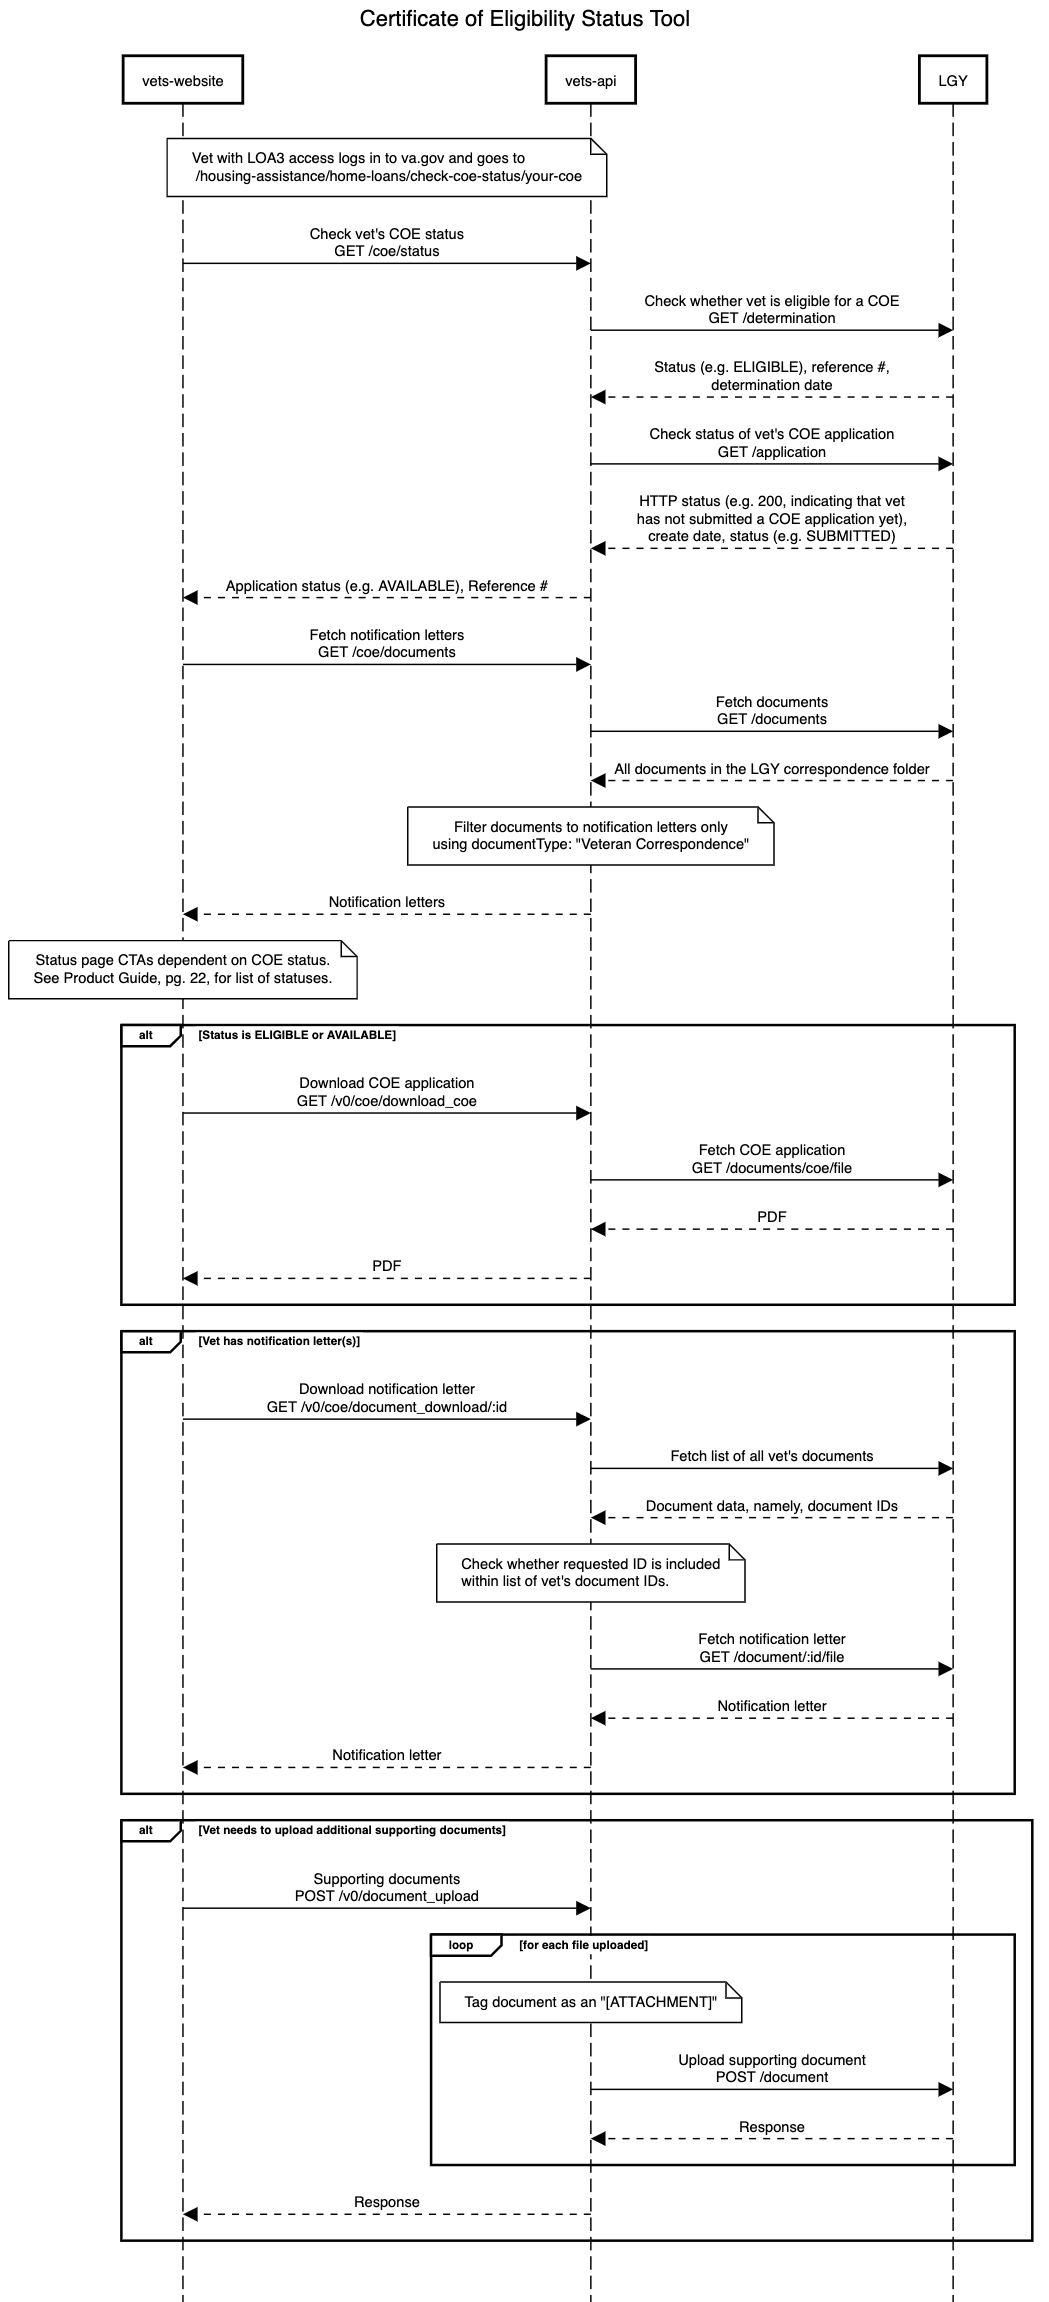 Certificate of Eligibility Status Tool
vets-website
vets-api
LGY
Vet with LOA3 access logs in to va.gov and goes to
/housing-assistance/home-loans/check-coe-status/your-coe
Check vet's COE status
GET /coe/status
Check whether vet is eligible for a COE
GET /determination
Status (e.g. ELIGIBLE), reference #,
determination date
Check status of vet's COE application
GET /application
HTTP status (e.g. 200, indicating that vet
has not submitted a COE application yet),
create date, status (e.g. SUBMITTED)
Application status (e.g. AVAILABLE), Reference #
Fetch notification letters
GET /coe/documents
Fetch documents
GET /documents
All documents in the LGY correspondence folder
Filter documents to notification letters only
using documentType: "Veteran Correspondence"
Notification letters
Status page CTAs dependent on COE status.
See Product Guide, pg. 22, for list of statuses.
alt
[Status is ELIGIBLE or AVAILABLE]
Download COE application
GET /v0/coe/download_coe
Fetch COE application
GET /documents/coe/file
PDF
PDF
alt
[Vet has notification letter(s)]
Download notification letter
GET /v0/coe/document_download/:id
Fetch list of all vet's documents
Document data, namely, document IDs
Check whether requested ID is included
within list of vet's document IDs.
Fetch notification letter
GET /document/:id/file
Notification letter
Notification letter
alt
[Vet needs to upload additional supporting documents]
Supporting documents
POST /v0/document_upload
loop
[for each file uploaded]
Tag document as an "[ATTACHMENT]"
Upload supporting document
POST /document
Response
Response